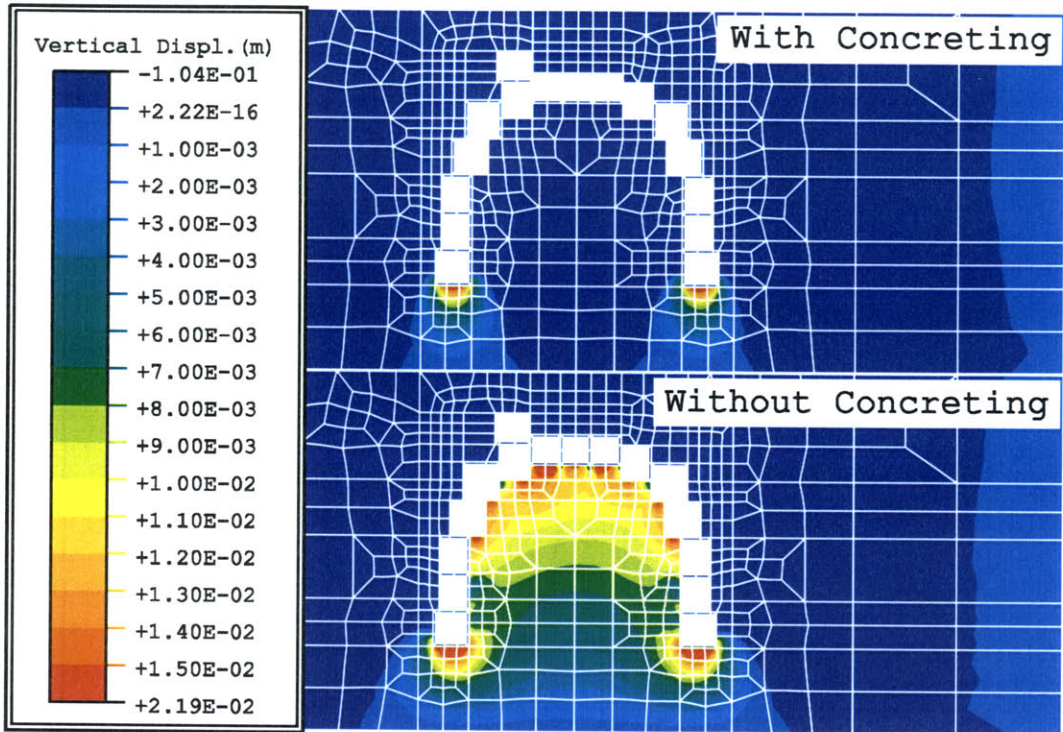 Vertical Displ.(m)
-1.04E-01
+2.22E-16
+1.00E-03
+2.00E-03
+3.00E-03
+4.00E-03
+5.00E-03
+6.00E-03
+7.00E-03
+8.00E-03
+9.00E-03
+1.00E-02
+1.10E-02
+1.20E-02
+1.30E-02
+1.40E-02
+1.50E-02
+2.19E-02
With Concreting
Without Concreting